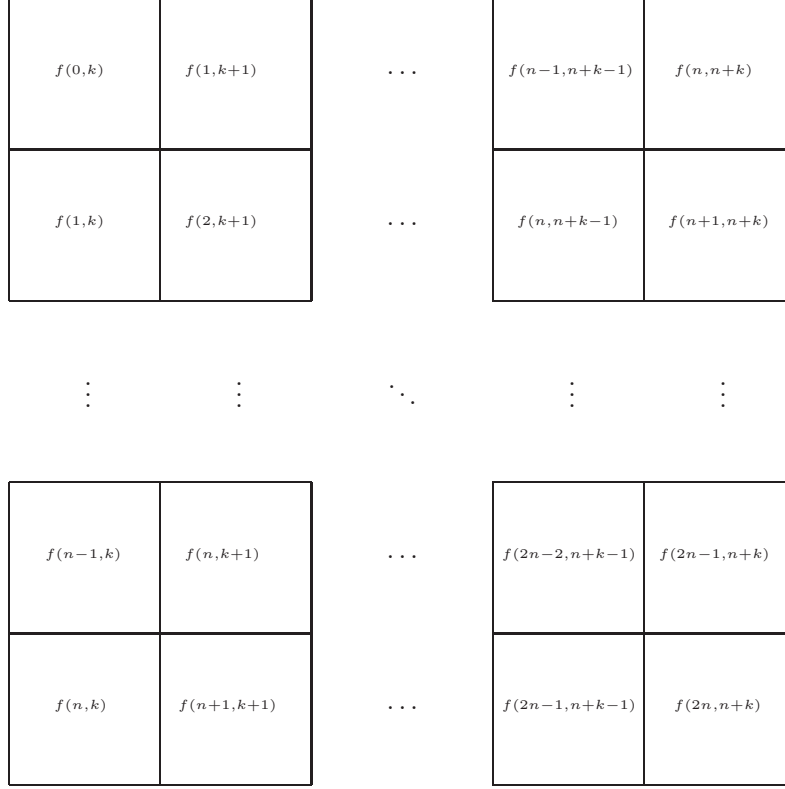 f(0,k) f(1,k+1) ... f(n−1,n+k−1) f(n,n+k)
f(1,k) f(2,k+1) ... f(n,n+k−1) f(n+1,n+k)
⋮ ⋮ ⋱ ⋮ ⋮
f(n−1,k) f(n,k+1) ... f(2n−2,n+k−1) f(2n−1,n+k)
f(n,k) f(n+1,k+1) ... f(2n−1,n+k−1) f(2n,n+k)